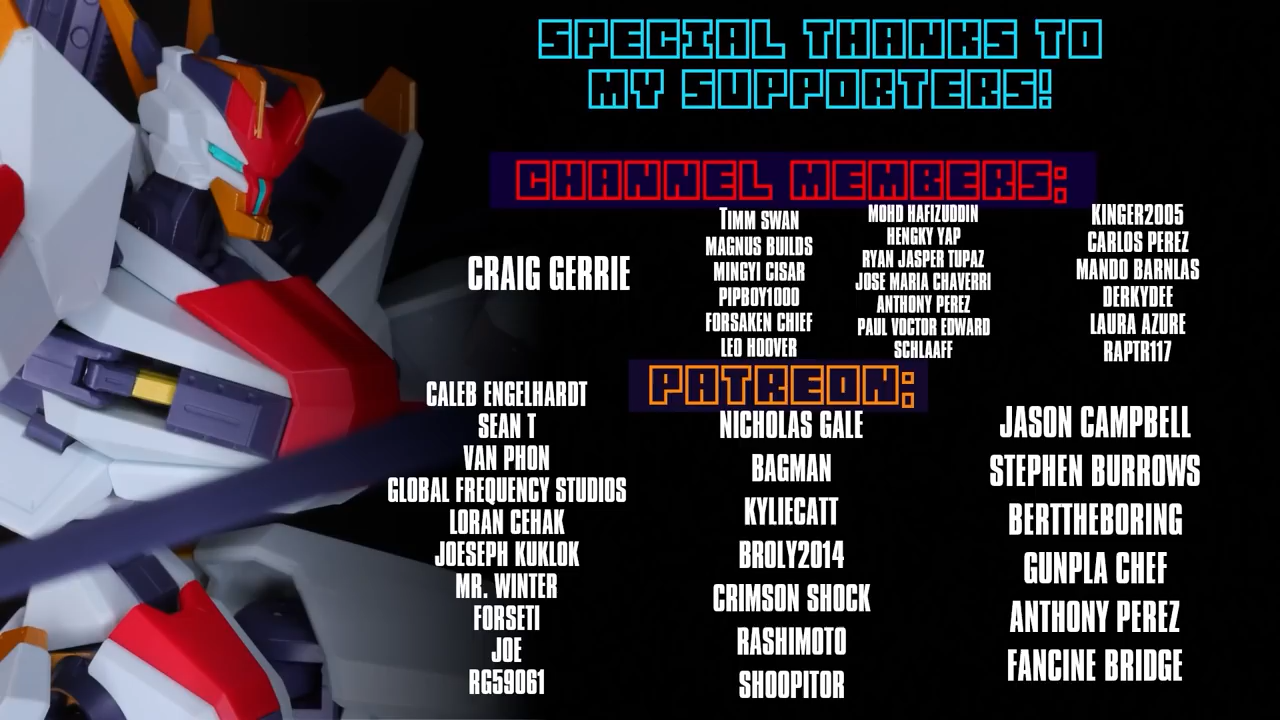 SPECIAL THANKS TO
MY SUPPORTERS!
CHANNEL MEMBERS:
CRAIG GERRIE
TIMM SWAN
MAGNUS BUILDS
MINGYI CISAR
PIPBOY1000
FORSAKEN CHIEF
LEO HOOVER
MOHD HAFIZUDDIN
HENGKY YAP
RYAN JASPER TUPAZ
JOSE MARIA CHAVERRI
ANTHONY PEREZ
PAUL VOCTOR EDWARD
SCHLAAFF
KINGER2005
CARLOS PEREZ
MANDO BARNLAS
DERKYDEE
LAURA AZURE
RAPTR117
PATREON:
CALEB ENGELHARDT
SEAN T
VAN PHON
GLOBAL FREQUENCY STUDIOS
LORAN CEHAK
JOESEPH KUKLOK
MR. WINTER
FORSETI
JOE
RG59061
NICHOLAS GALE
BAGMAN
KYLIECATT
BROLY2014
CRIMSON SHOCK
RASHIMOTO
SHOOPITOR
JASON CAMPBELL
STEPHEN BURROWS
BERTTHEBORING
GUNPLA CHEF
ANTHONY PEREZ
FANCINE BRIDGE